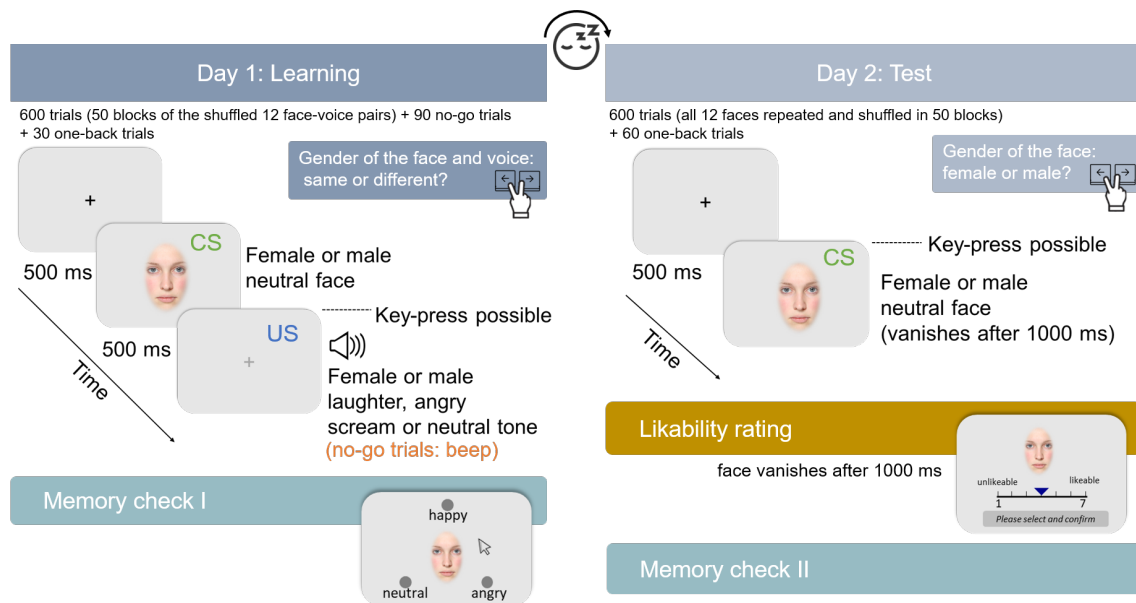 zZZ
Day 1: Learning
600 trials (50 blocks of the shuffled 12 face-voice pairs) + 90 no-go trials
+ 30 one-back trials
Gender of the face and voice:
same or different?
+
500 ms
CS
Female or male
neutral face
500 ms
Key-press possible
US
+
Female or male
laughter, angry
scream or neutral tone
(no-go trials: beep)
Time
Memory check I
happy
neutral
angry
Day 2: Test
600 trials (all 12 faces repeated and shuffled in 50 blocks)
+ 60 one-back trials
Gender of the face:
female or male?
+
500 ms
CS
Key-press possible
Female or male
neutral face
(vanishes after 1000 ms)
Time
Likability rating
face vanishes after 1000 ms
unlikeable
likeable
1
7
Please select and confirm
Memory check II